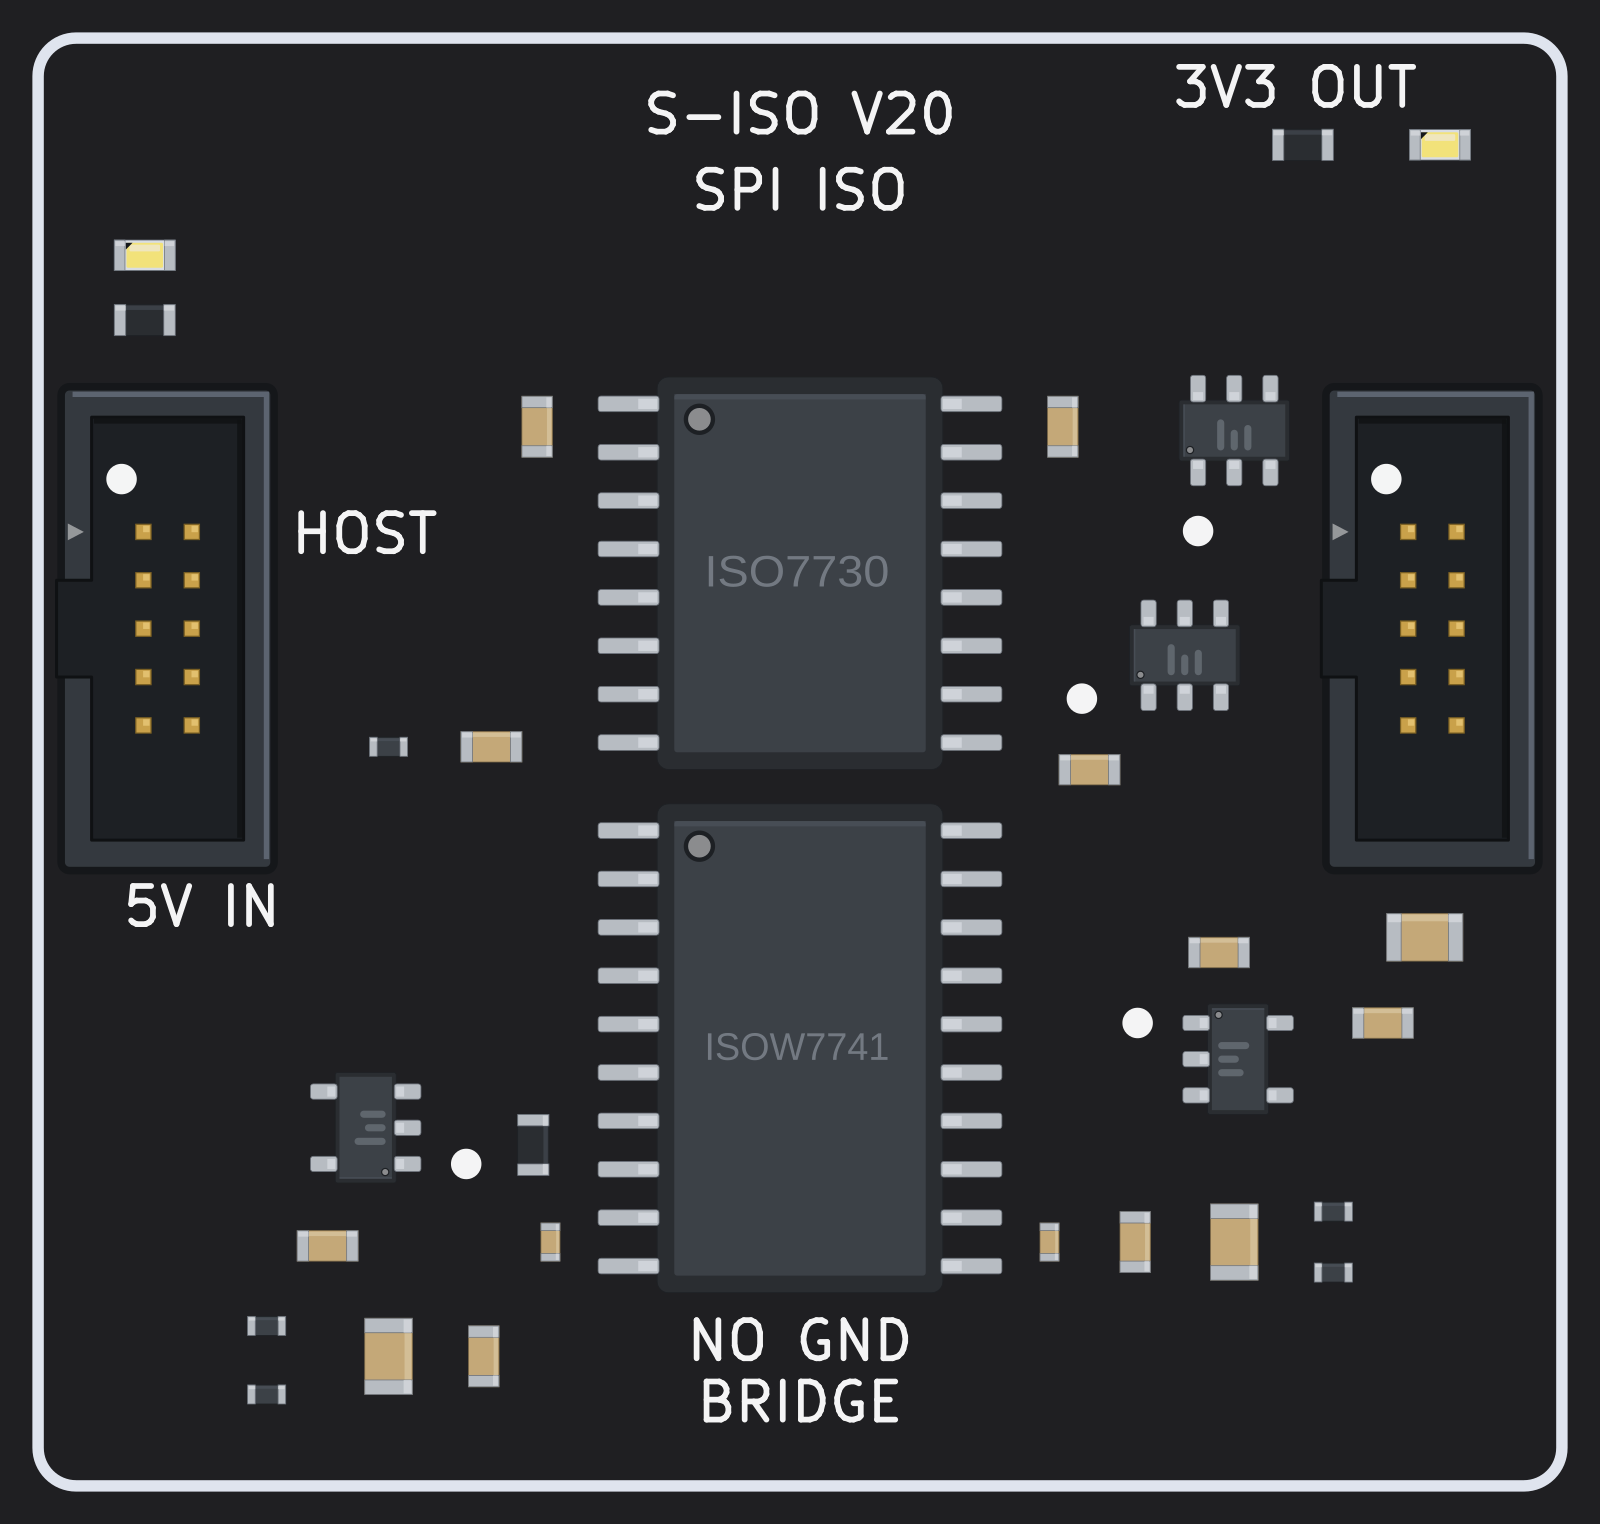 3V3 OUT
S-ISO V20
SPI ISO
HOST
ISO7730
5V IN
ISOW7741
NO GND
BRIDGE